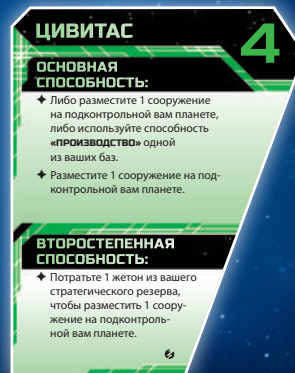 ЦИВИТАС
4
ОСНОВНАЯ
СПОСОБНОСТЬ:
✦ Либо разместите 1 сооружение
на подконтрольной вам планете,
либо используйте способность
«ПРОИЗВОДСТВО» одной
из ваших баз.
✦ Разместите 1 сооружение на под-
контрольной вам планете.
ВТОРОСТЕПЕННАЯ
СПОСОБНОСТЬ:
✦ Потратьте 1 жетон из вашего
стратегического резерва,
чтобы разместить 1 соору-
жение на подконтроль-
ной вам планете.